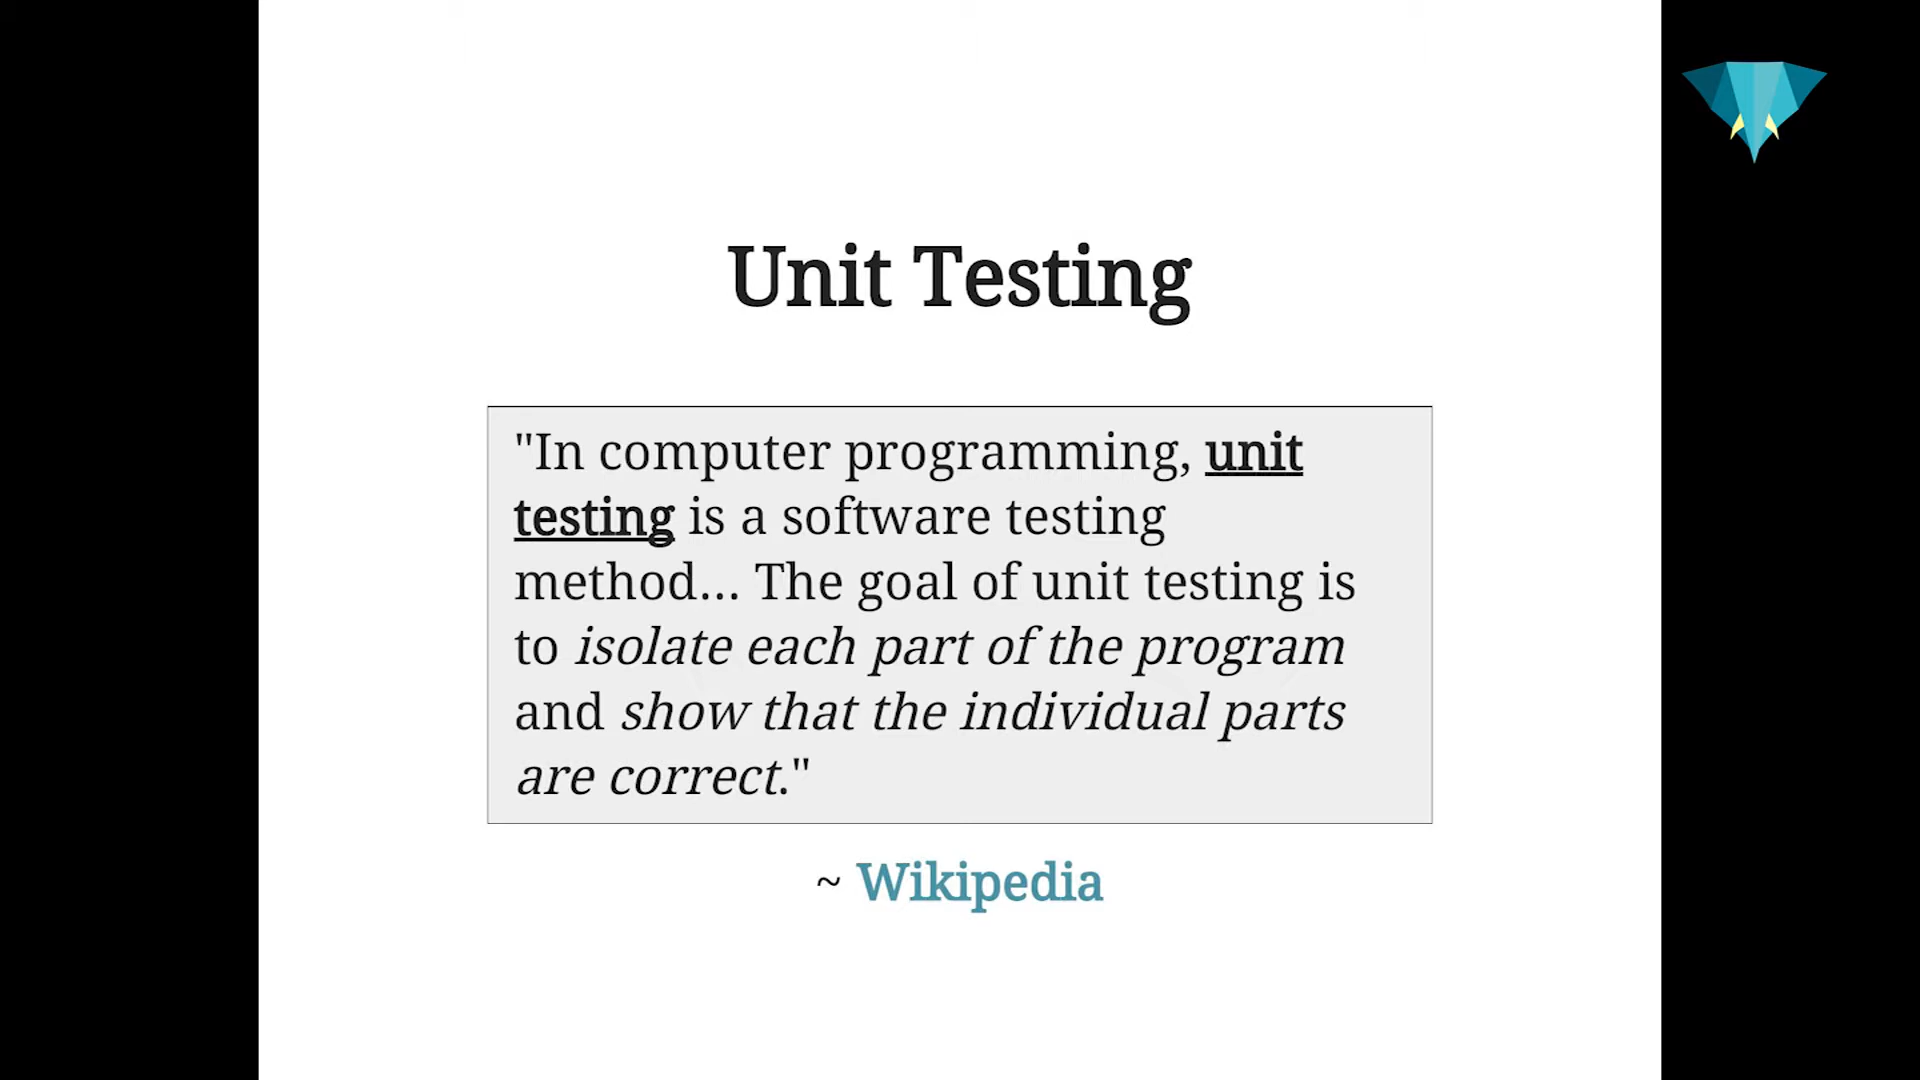 Unit Testing
"In computer programming, unit
testing is a software testing
method... The goal of unit testing is
to isolate each part of the program
and show that the individual parts
are correct."
~ Wikipedia